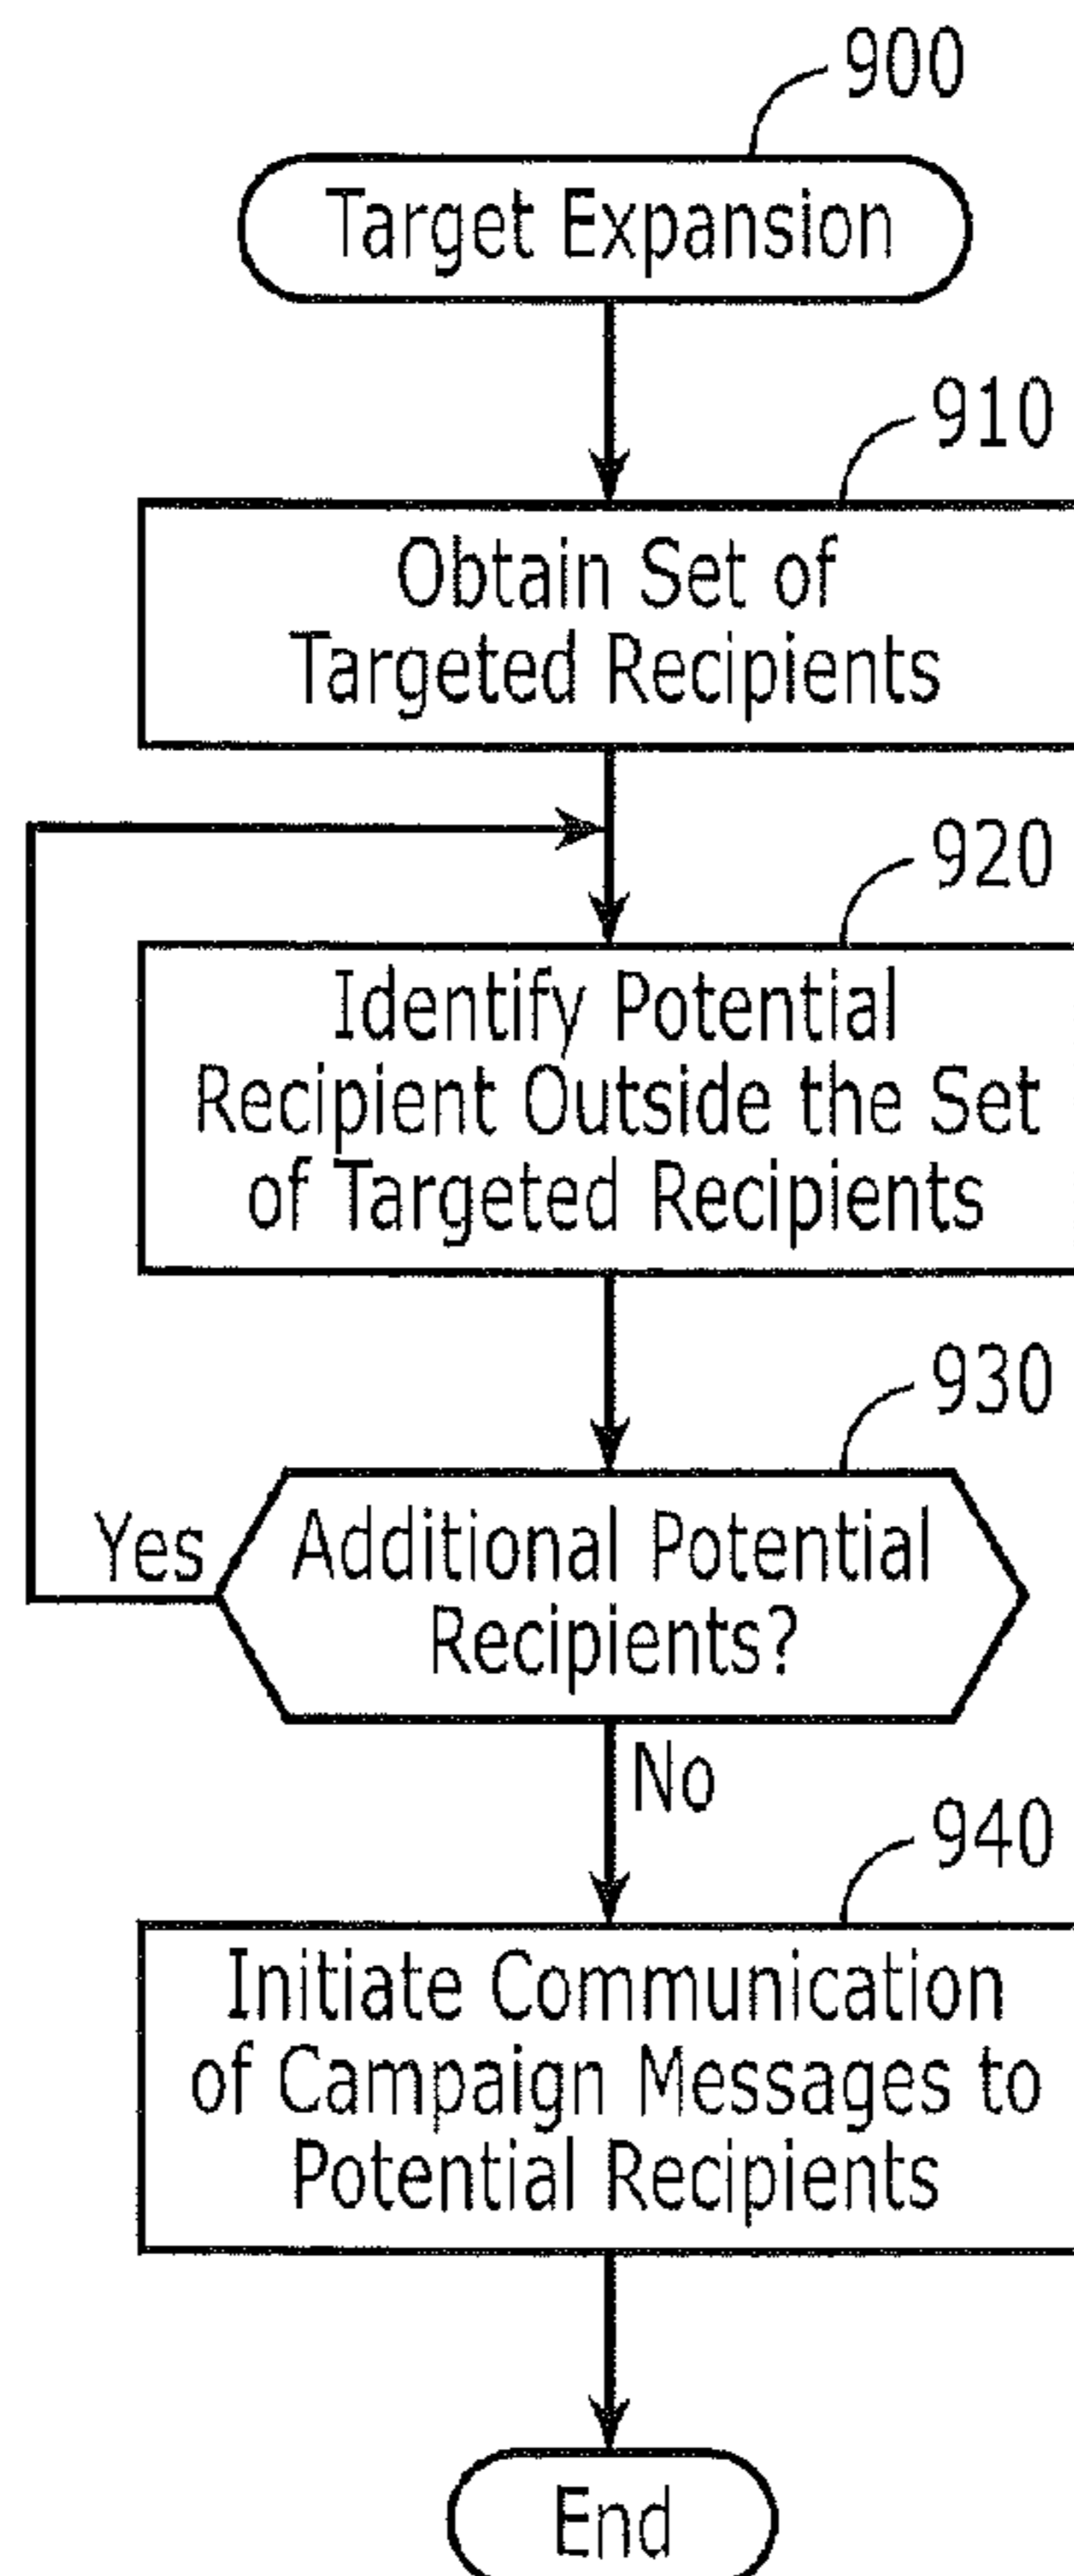 900
Target Expansion
910
Obtain Set of
Targeted Recipients
920
Identify Potential
Recipient Outside the Set
of Targeted Recipients
930
Yes
Additional Potential
Recipients?
No
940
Initiate Communication
of Campaign Messages to
Potential Recipients
End